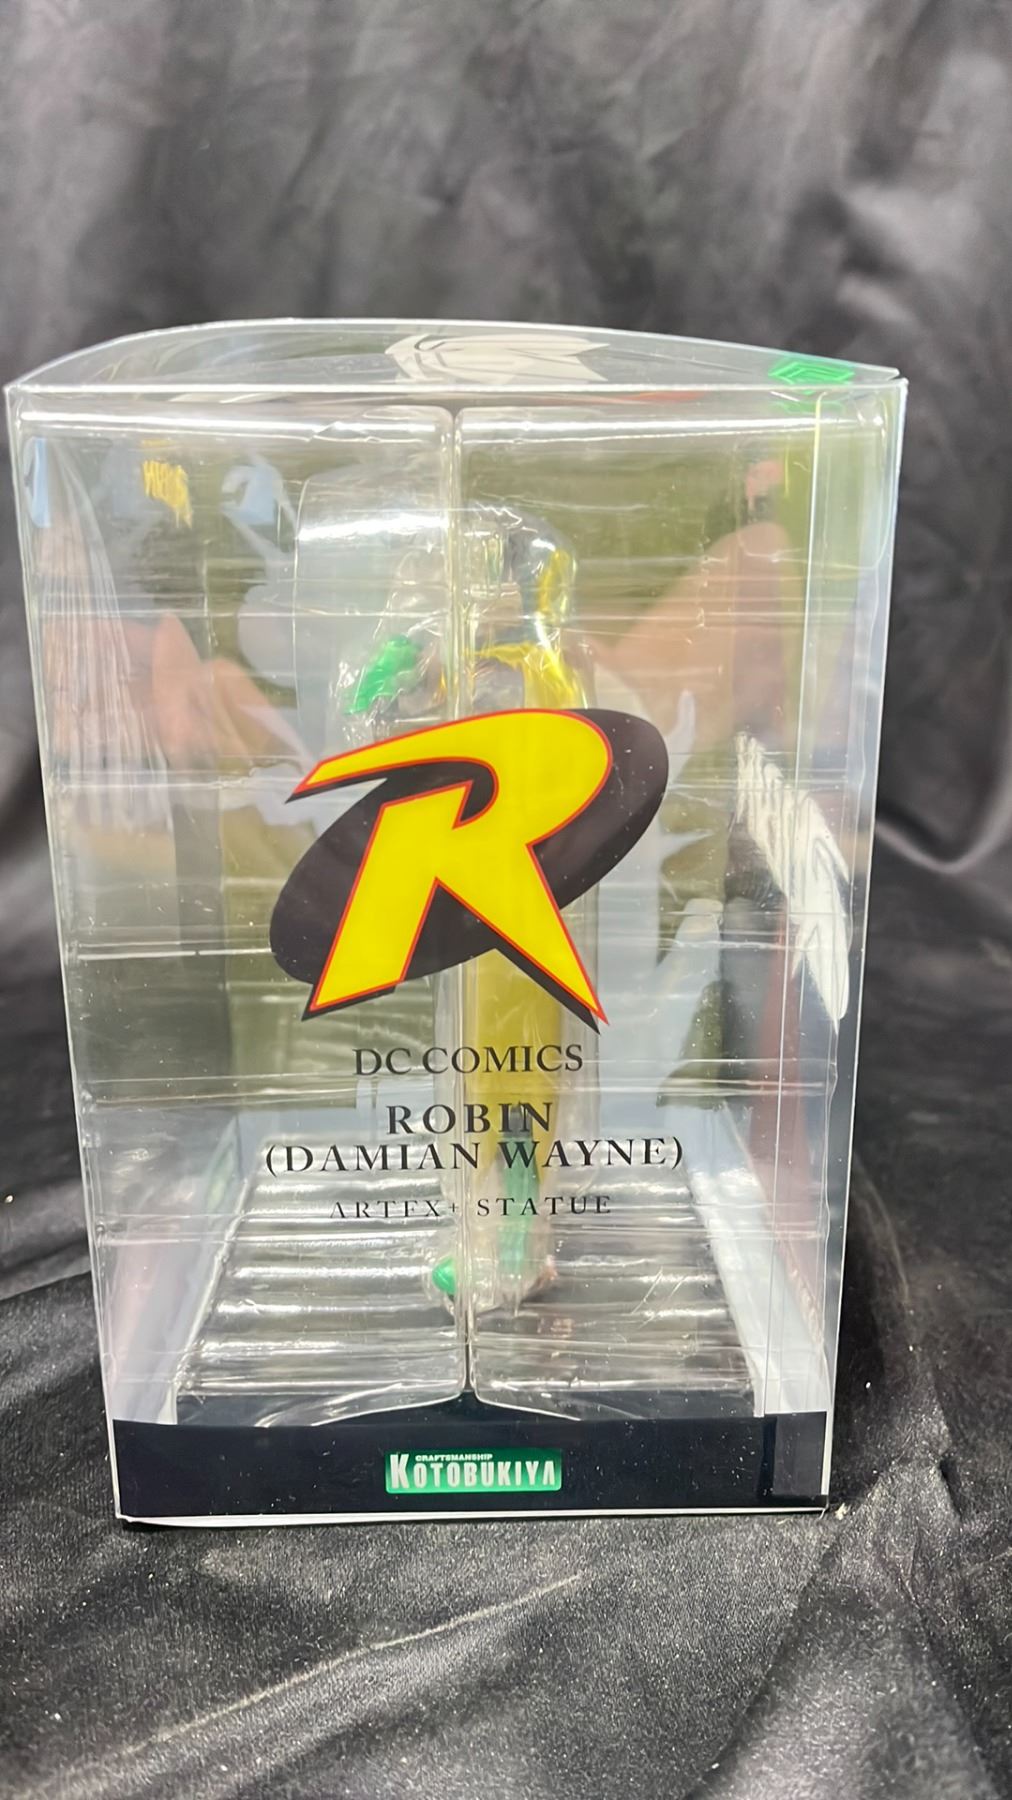 R
DC COMICS
ROBIN
(DAMIAN WAYNE)
ARTFX+ STATUE
CRAFTSMANSHIP
KOTOBUKIYA